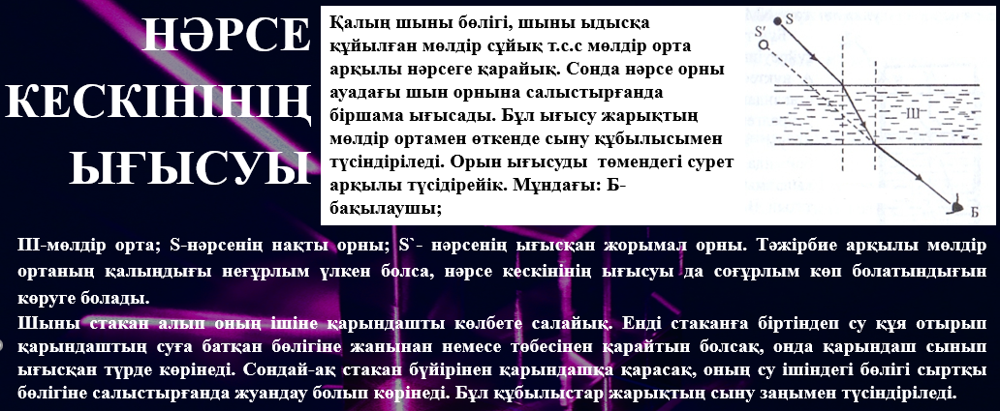 НӘРСЕ
КЕСКІНІНІҢ
ЫҒЫСУЫ
Қалың шыны бөлігі, шыны ыдысқа
құйылған мөлдір сұйық т.с.с мөлдір орта
арқылы нәрсеге қарайық. Сонда нәрсе орны
ауадағы шын орнына салыстырғанда
біршама ығысады. Бұл ығысу жарықтың
мөлдір ортамен өткенде сыну құбылысымен
түсіндіріледі. Орын ығысуды төмендегі сурет
арқылы түсідірейік. Мұндағы: Б-
бақылаушы;
S
S′
Ш
Б
Ш-мөлдір орта; S-нәрсенің нақты орны; S`- нәрсенің ығысқан жорымал орны. Тәжірбие арқылы мөлдір
ортаның қалыңдығы неғұрлым үлкен болса, нәрсе кескінінің ығысуы да соғұрлым көп болатындығын
көруге болады.
Шыны стакан алып оның ішіне қарындашты көлбете салайық. Енді стаканға біртіндеп су құя отырып
қарындаштың суға батқан бөлігіне жанынан немесе төбесінен қарайтын болсақ, онда қарындаш сынып
ығысқан түрде көрінеді. Сондай-ақ стакан бүйірінен қарындашқа қарасақ, оның су ішіндегі бөлігі сыртқы
бөлігіне салыстырғанда жуандау болып көрінеді. Бұл құбылыстар жарықтың сыну заңымен түсіндіріледі.